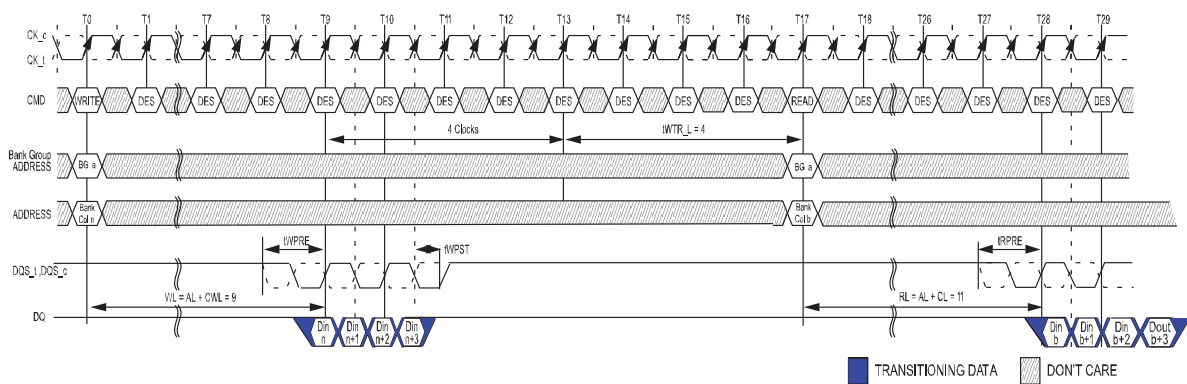 T0 T1 T7 T8 T9 T10 T11 T12 T13 T14 T15 T16 T17 T18 T26 T27 T28 T29
CK_c
CK_t
CMD WRITE DES DES DES DES DES DES DES DES DES DES DES READ DES DES DES DES DES
4 Clocks tWTR_L = 4
Bank Group
ADDRESS BG a BG a
ADDRESS Bank Bank
Col n Col b
tWPRE tWPST tRPRE
DQS_t ,DQS_c
WL = AL + CWL = 9 RL = AL + CL = 11
DQ Din Din Din Din Din Din Din Dout
n n+1 n+2 n+3 b b+1 b+2 b+3
TRANSITIONING DATA DON'T CARE